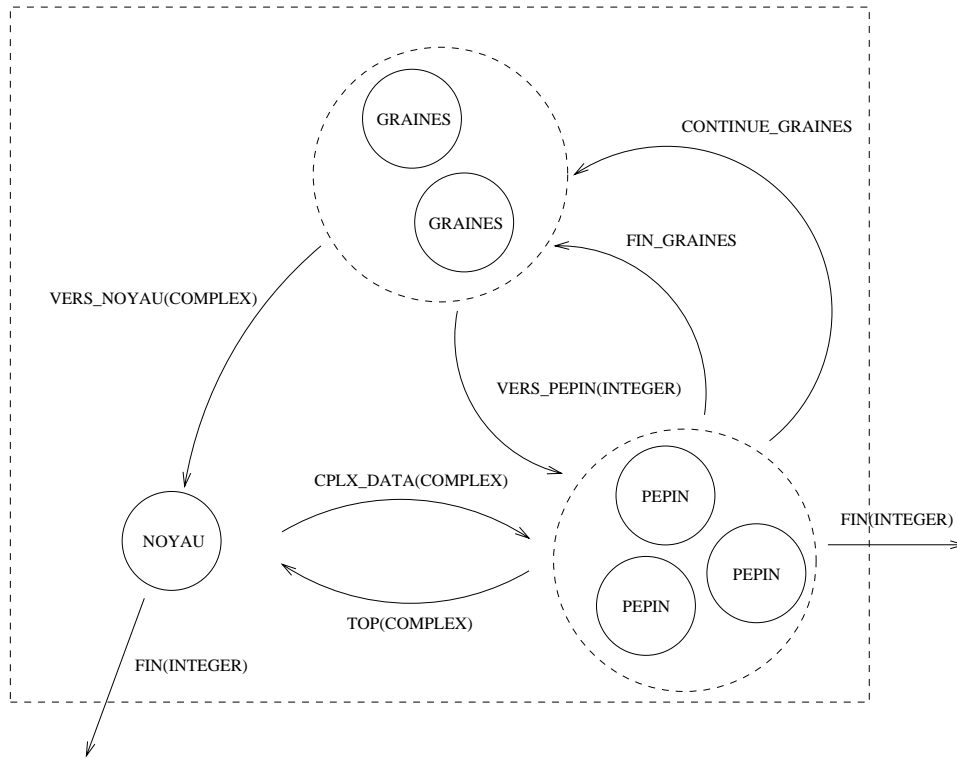 GRAINES
CONTINUE_GRAINES
GRAINES
FIN_GRAINES
VERS_NOYAU(COMPLEX)
VERS_PEPIN(INTEGER)
CPLX_DATA(COMPLEX)
PEPIN
FIN(INTEGER)
NOYAU
PEPIN
PEPIN
TOP(COMPLEX)
FIN(INTEGER)